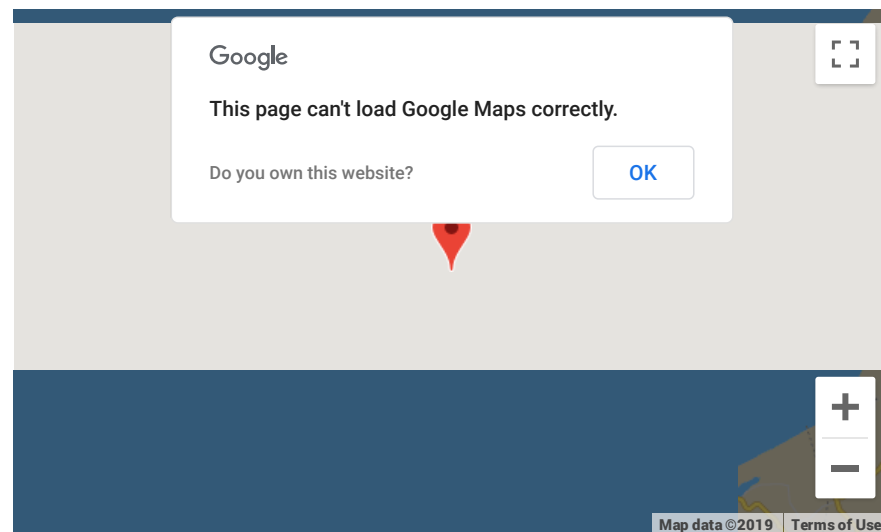 Google
This page can't load Google Maps correctly.
Do you own this website?
OK
Map data ©2019
Terms of Use